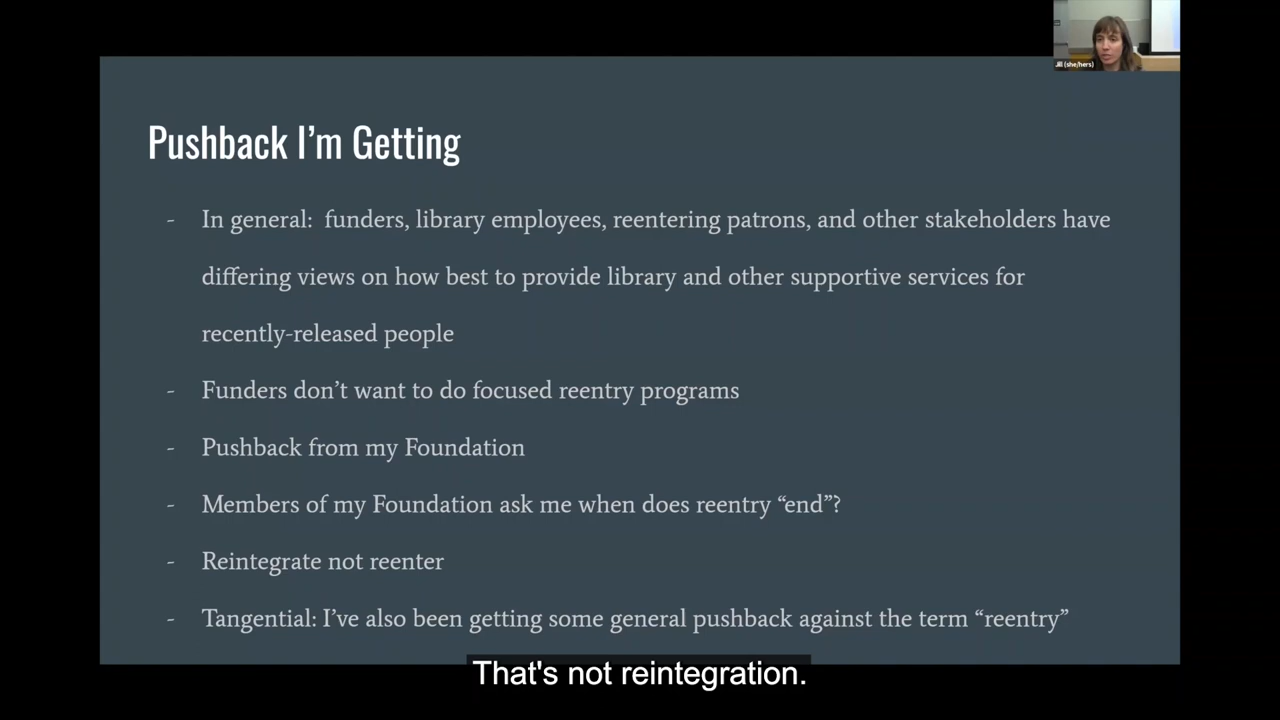 Jill (she/hers)
Pushback I'm Getting
- In general:  funders, library employees, reentering patrons, and other stakeholders have
differing views on how best to provide library and other supportive services for
recently-released people
- Funders don't want to do focused reentry programs
- Pushback from my Foundation
- Members of my Foundation ask me when does reentry “end”?
- Reintegrate not reenter
- Tangential: I've also been getting some general pushback against the term “reentry”
That's not reintegration.